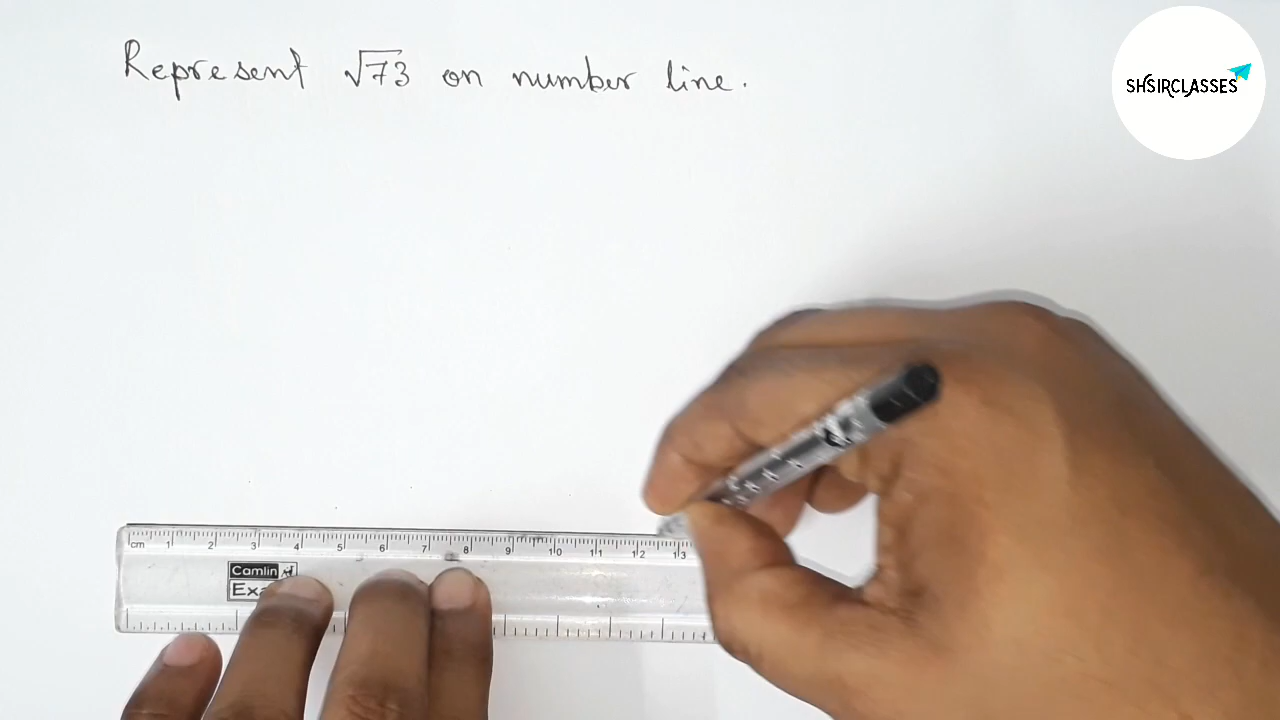 Represent √73 on number line.
SHSIRCLASSES
cm 1 2 3 4 5 6 7 8 9 10 11 12 13
Camlin
Exa